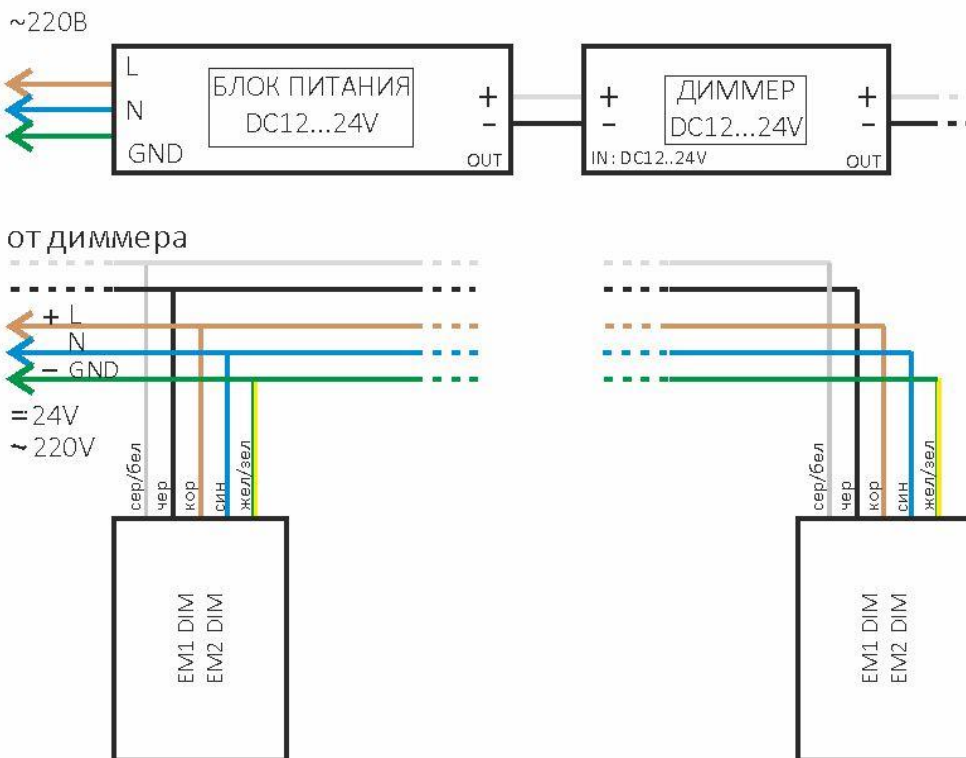 ~220В
L
N
GND
БЛОК ПИТАНИЯ
DC12...24V
+
−
OUT
+
−
IN: DC12..24V
ДИММЕР
DC12...24V
+
−
OUT
от диммера
+ L
N
− GND
=24V
~220V
сер/бел
чер
кор
син
жел/зел
EM1 DIM
EM2 DIM
сер/бел
чер
кор
син
жел/зел
EM1 DIM
EM2 DIM